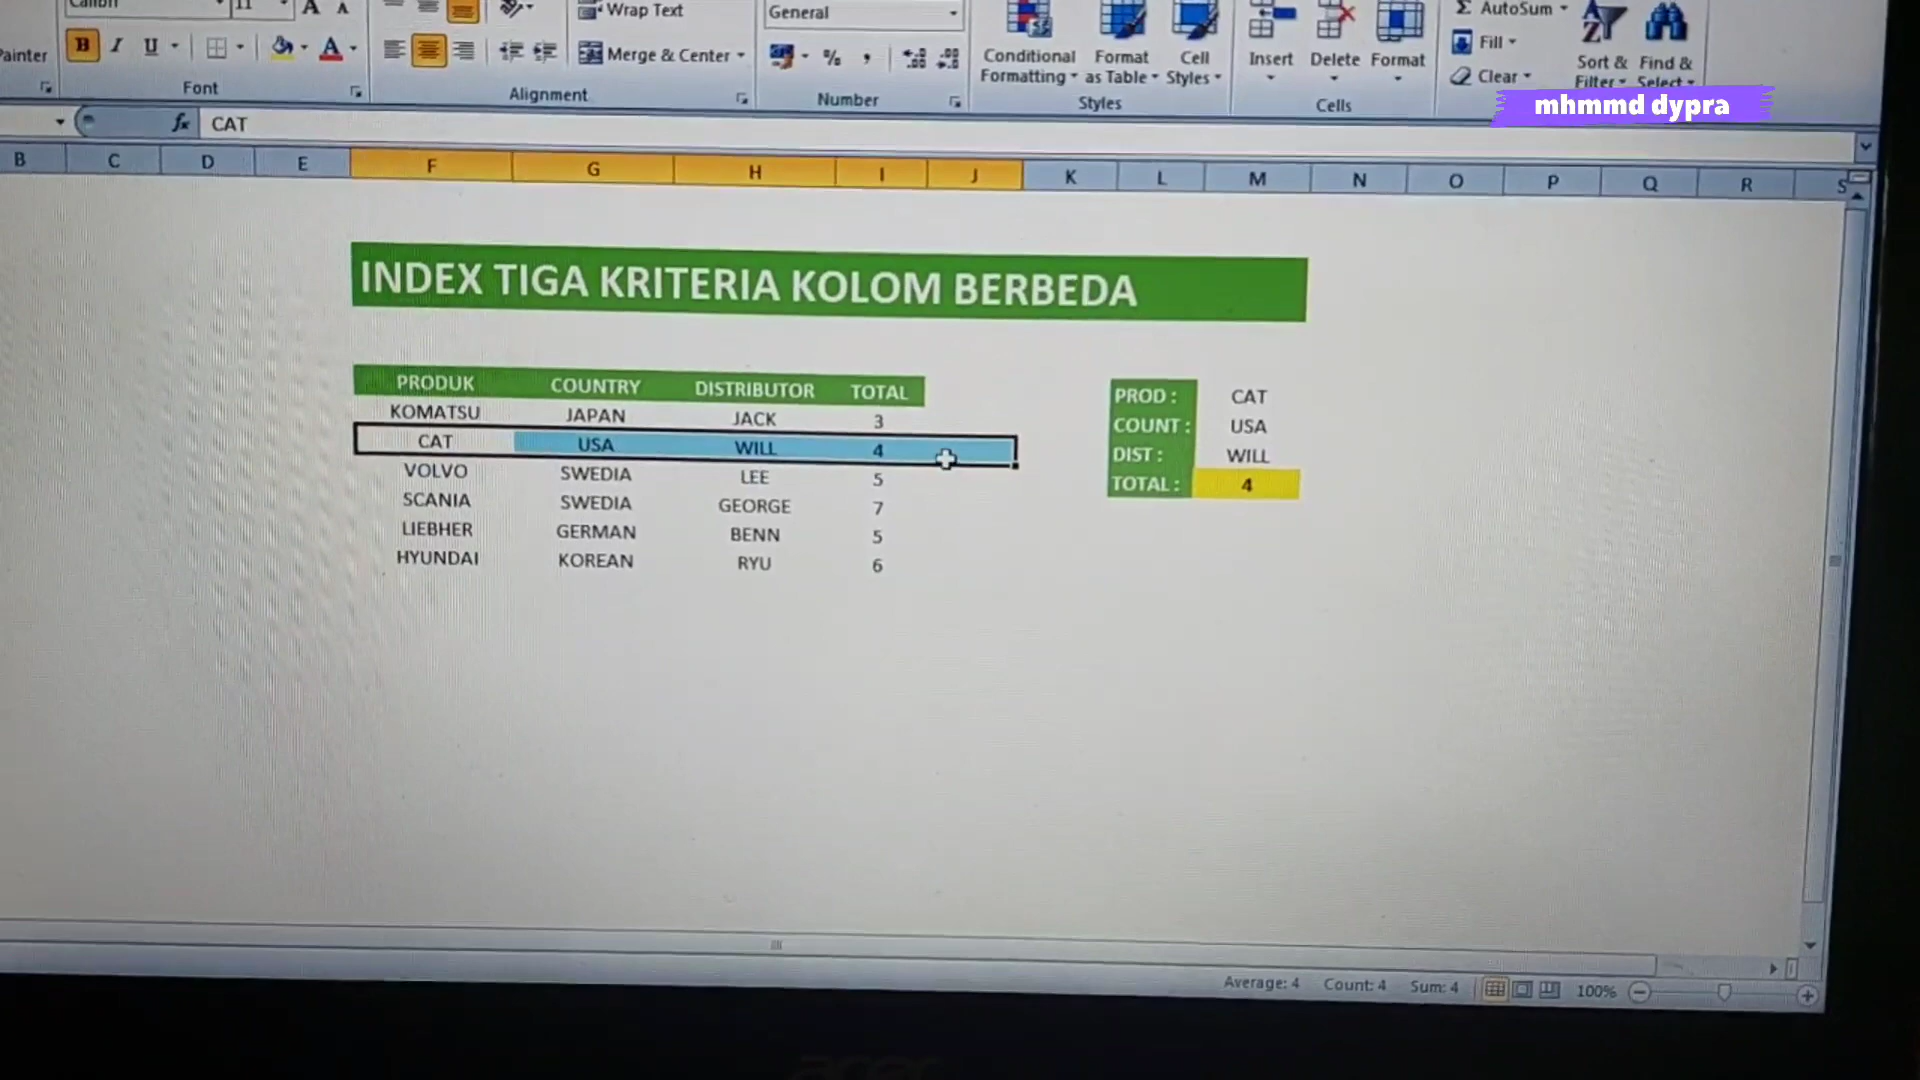 Painter
Calibri
11
A A
Wrap Text
General
B I U
A
Merge & Center
%
,
Conditional Formatting
Format as Table
Cell Styles
Insert
Delete
Format
Σ AutoSum
Fill
Clear
Sort & Filter
Find & Select
Font
Alignment
Number
Styles
Cells
mhmmd dypra
fx CAT
B C D E F G H I J K L M N O P Q R S
INDEX TIGA KRITERIA KOLOM BERBEDA
PRODUK COUNTRY DISTRIBUTOR TOTAL
KOMATSU JAPAN JACK 3
CAT USA WILL 4
VOLVO SWEDIA LEE 5
SCANIA SWEDIA GEORGE 7
LIEBHER GERMAN BENN 5
HYUNDAI KOREAN RYU 6
PROD : CAT
COUNT : USA
DIST : WILL
TOTAL : 4
Average: 4 Count: 4 Sum: 4 100%
acer